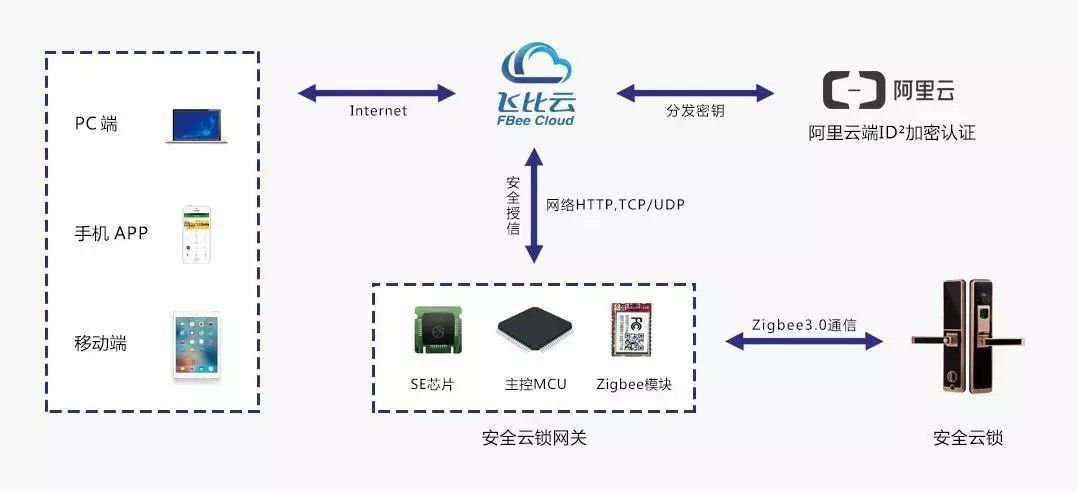 PC端
手机 APP
移动端
Internet
飞比云
FBee Cloud
分发密钥
阿里云
阿里云端ID²加密认证
安全授信
网络HTTP,TCP/UDP
SE芯片
主控MCU
Zigbee模块
安全云锁网关
Zigbee3.0通信
安全云锁